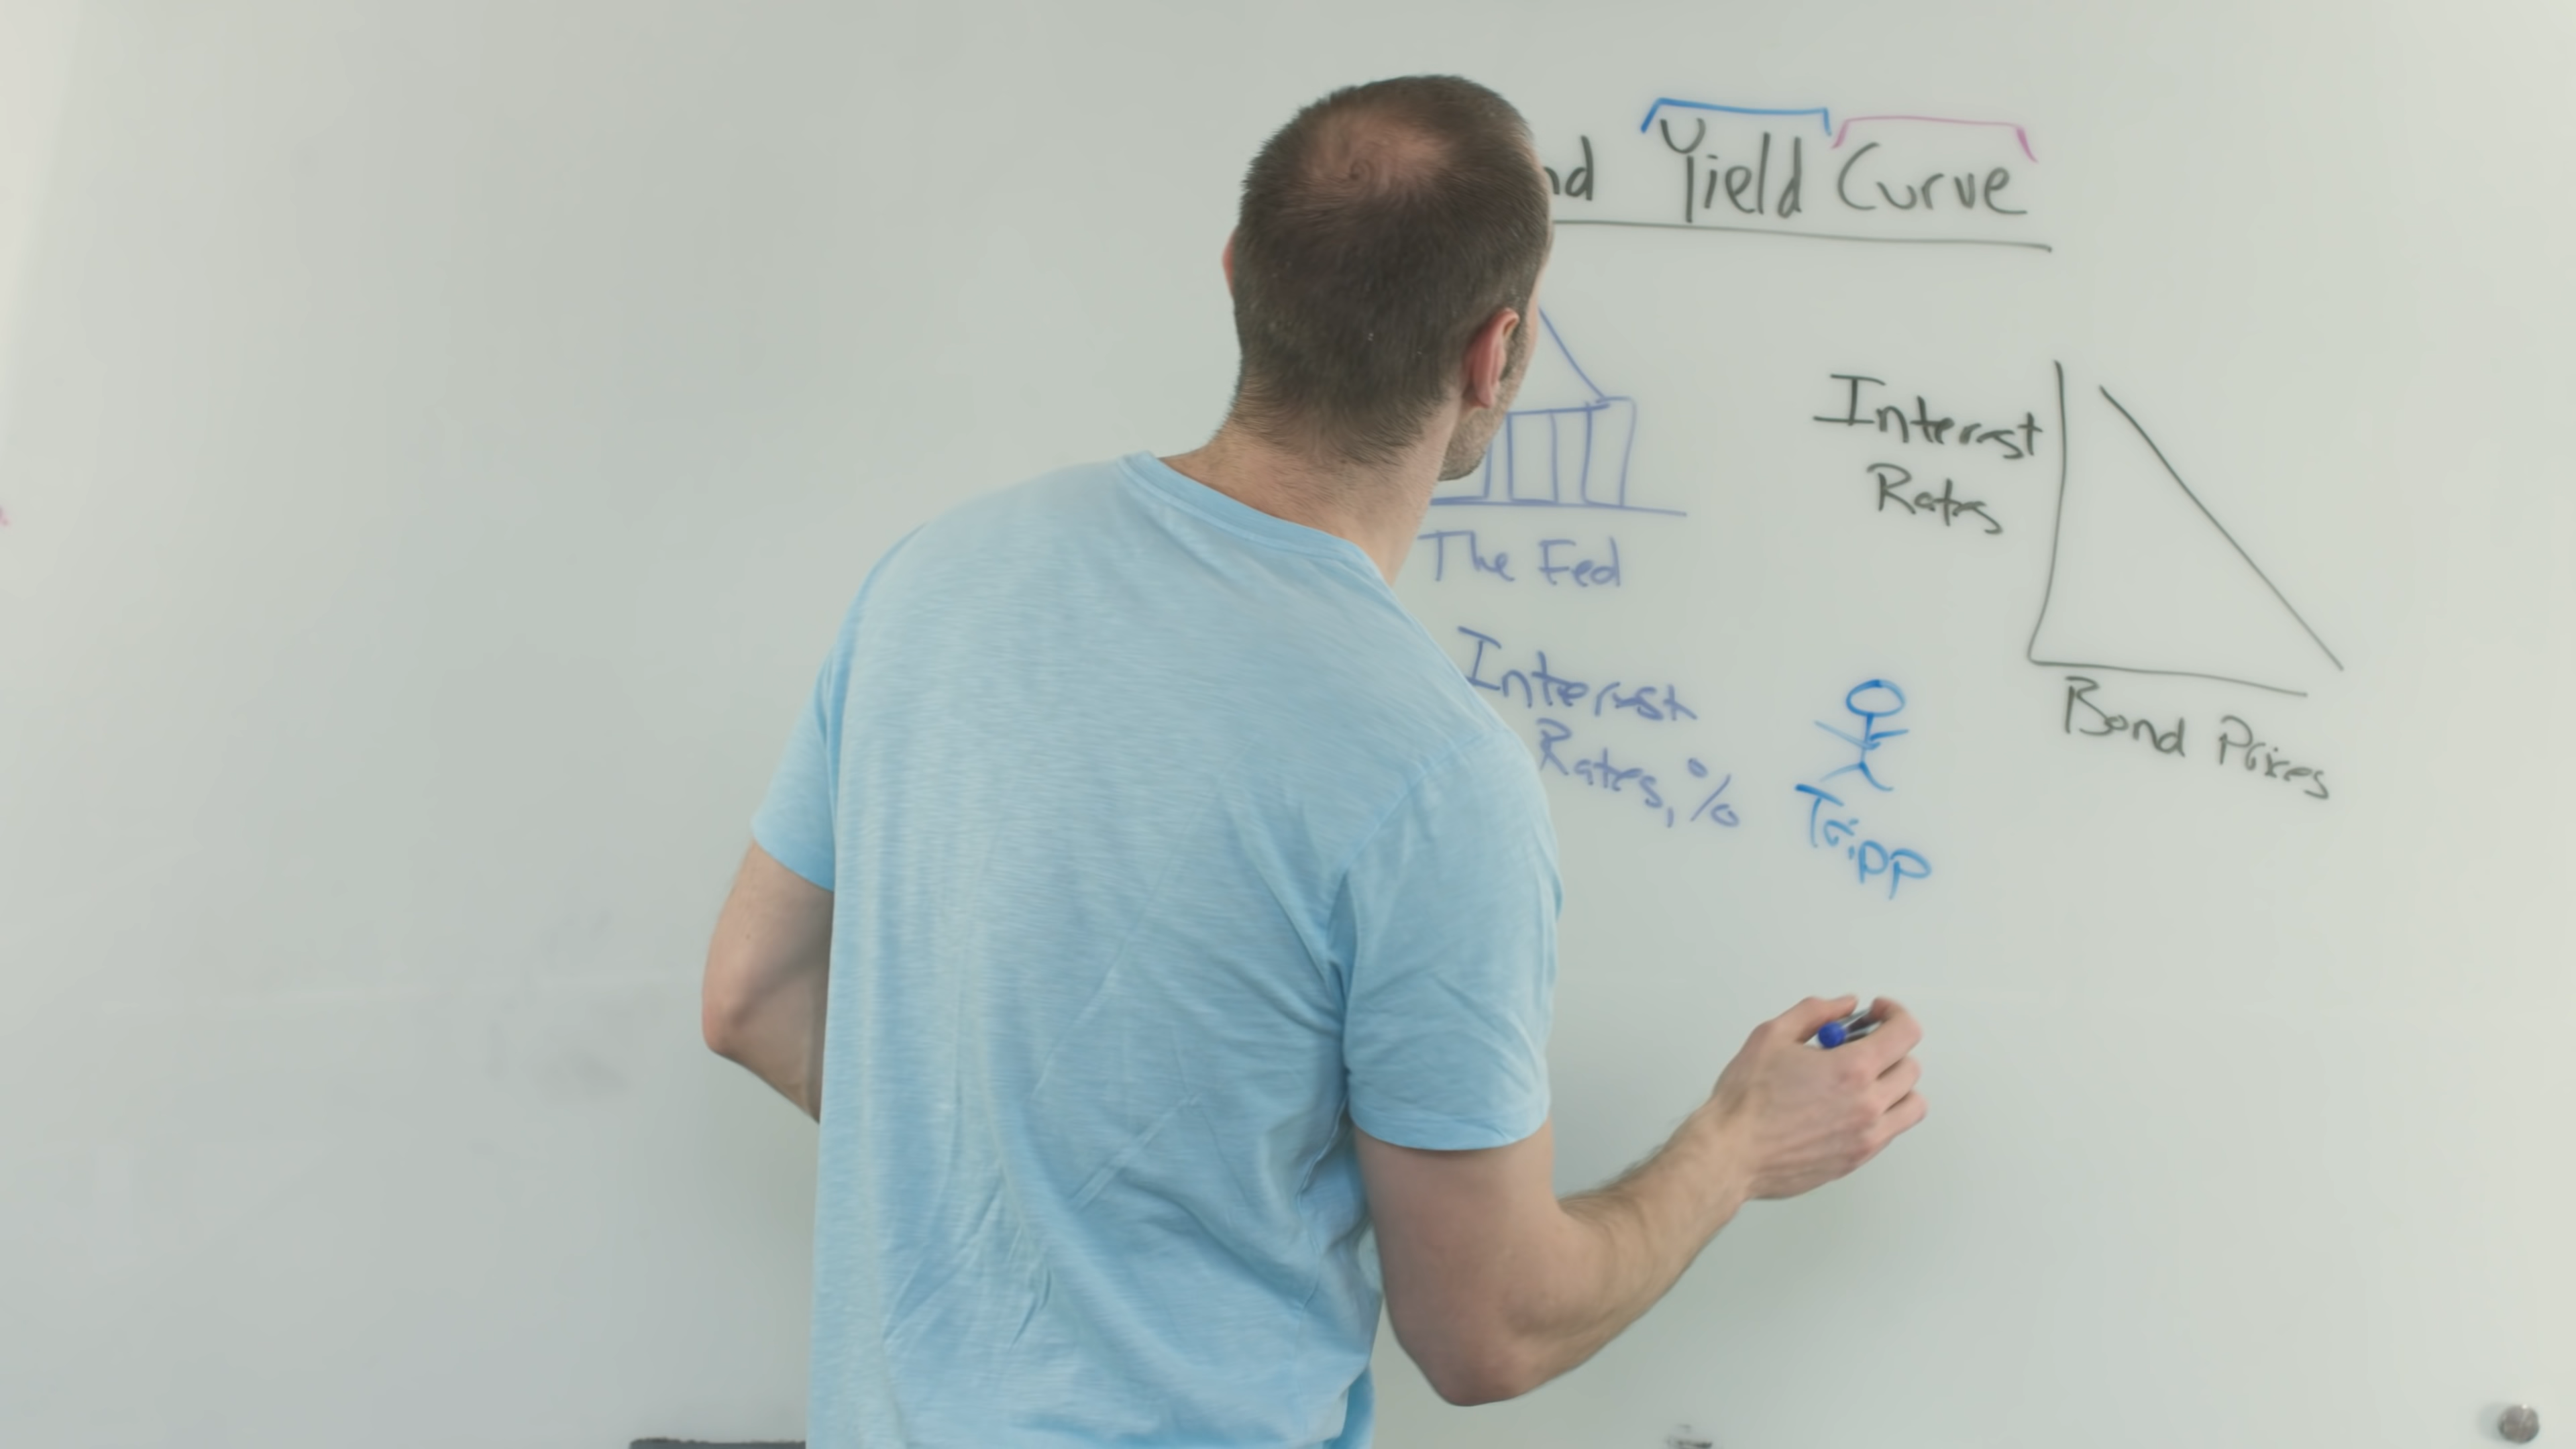 nd Yield Curve
The Fed
Interest
Rates, %
Tripp
Interest
Rates
Bond Prices